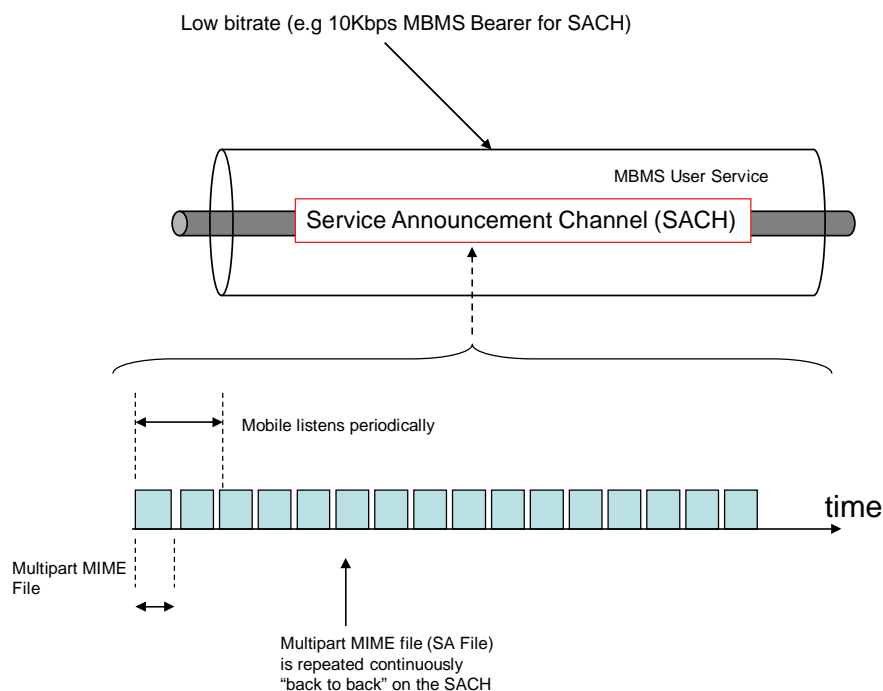 Low bitrate (e.g 10Kbps MBMS Bearer for SACH)
MBMS User Service
Service Announcement Channel (SACH)
Mobile listens periodically
time
Multipart MIME
File
Multipart MIME file (SA File)
is repeated continuously
“back to back” on the SACH